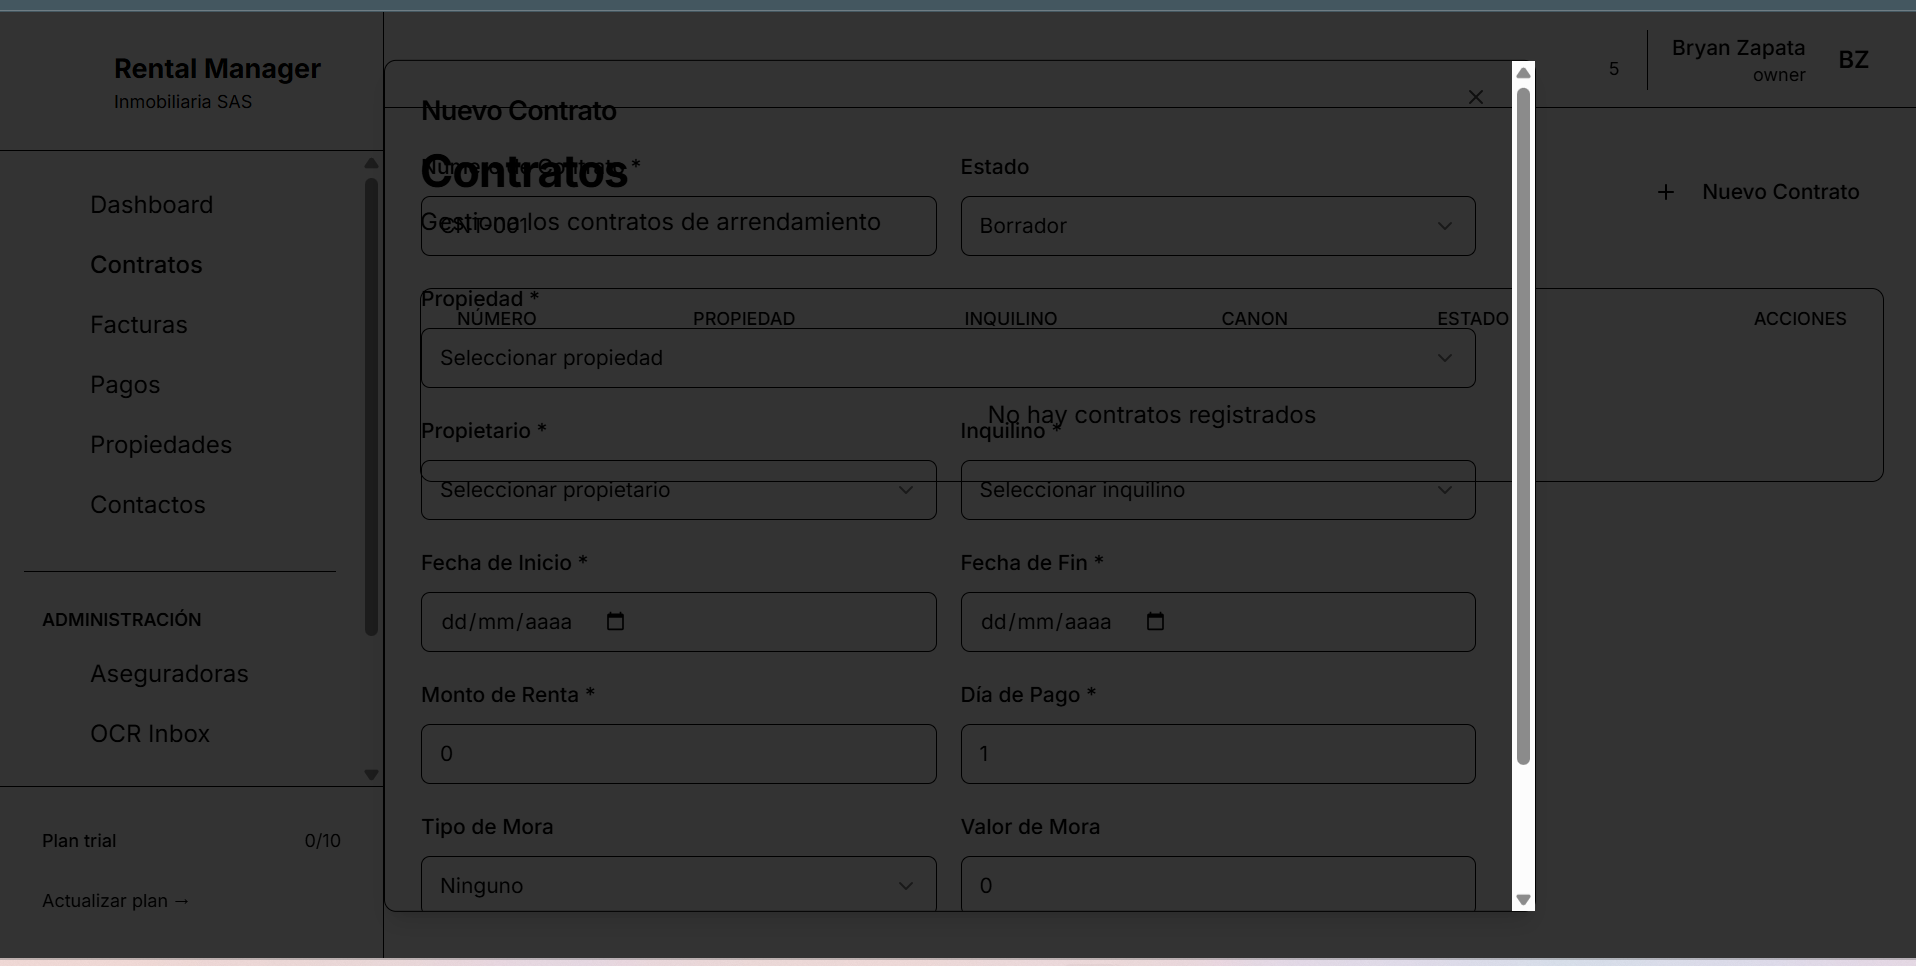 Rental Manager
Inmobiliaria SAS
5
Bryan Zapata
owner
BZ
Dashboard
Contratos
Facturas
Pagos
Propiedades
Contactos
ADMINISTRACIÓN
Aseguradoras
OCR Inbox
Plan trial
0/10
Actualizar plan →
Contratos
Gestiona los contratos de arrendamiento
+ Nuevo Contrato
NÚMERO PROPIEDAD INQUILINO CANON ESTADO ACCIONES
No hay contratos registrados
Nuevo Contrato
Número de Contrato *
CNT-001
Estado
Borrador
Propiedad *
Seleccionar propiedad
Propietario *
Seleccionar propietario
Inquilino *
Seleccionar inquilino
Fecha de Inicio *
dd/mm/aaaa
Fecha de Fin *
dd/mm/aaaa
Monto de Renta *
0
Día de Pago *
1
Tipo de Mora
Ninguno
Valor de Mora
0